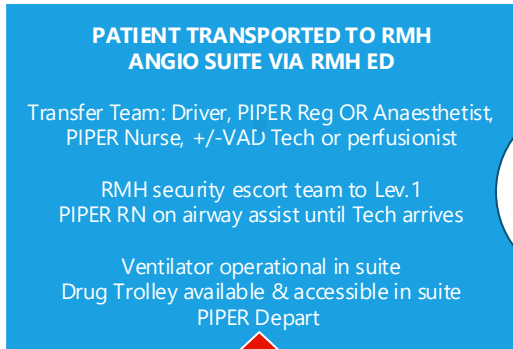 PATIENT TRANSPORTED TO RMH
ANGIO SUITE VIA RMH ED
Transfer Team: Driver, PIPER Reg OR Anaesthetist,
PIPER Nurse, +/-VAD Tech or perfusionist
RMH security escort team to Lev.1
PIPER RN on airway assist until Tech arrives
Ventilator operational in suite
Drug Trolley available & accessible in suite
PIPER Depart